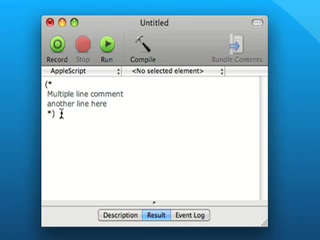 Untitled
Record Stop Run Compile Bundle Contents
AppleScript <No selected element>
(*
Multiple line comment
another line here
*)
Description Result Event Log